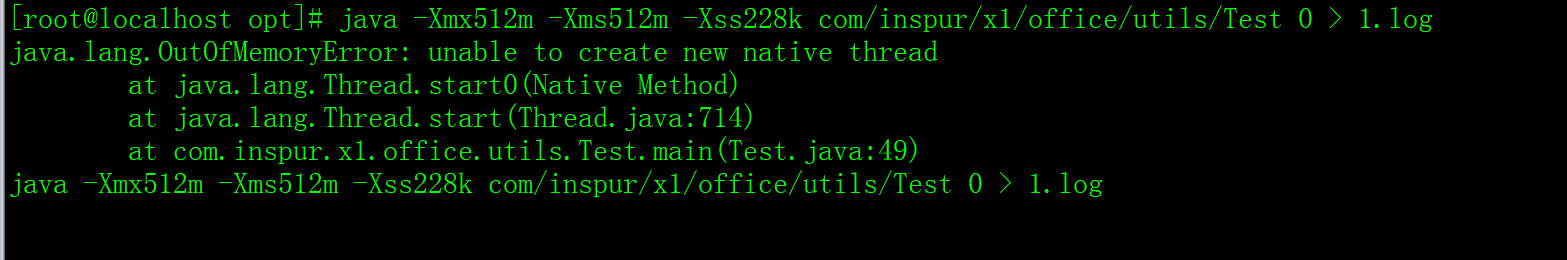 [root@localhost opt]# java -Xmx512m -Xms512m -Xss228k com/inspur/x1/office/utils/Test 0 > 1.log
java.lang.OutOfMemoryError: unable to create new native thread
        at java.lang.Thread.start0(Native Method)
        at java.lang.Thread.start(Thread.java:714)
        at com.inspur.x1.office.utils.Test.main(Test.java:49)
java -Xmx512m -Xms512m -Xss228k com/inspur/x1/office/utils/Test 0 > 1.log